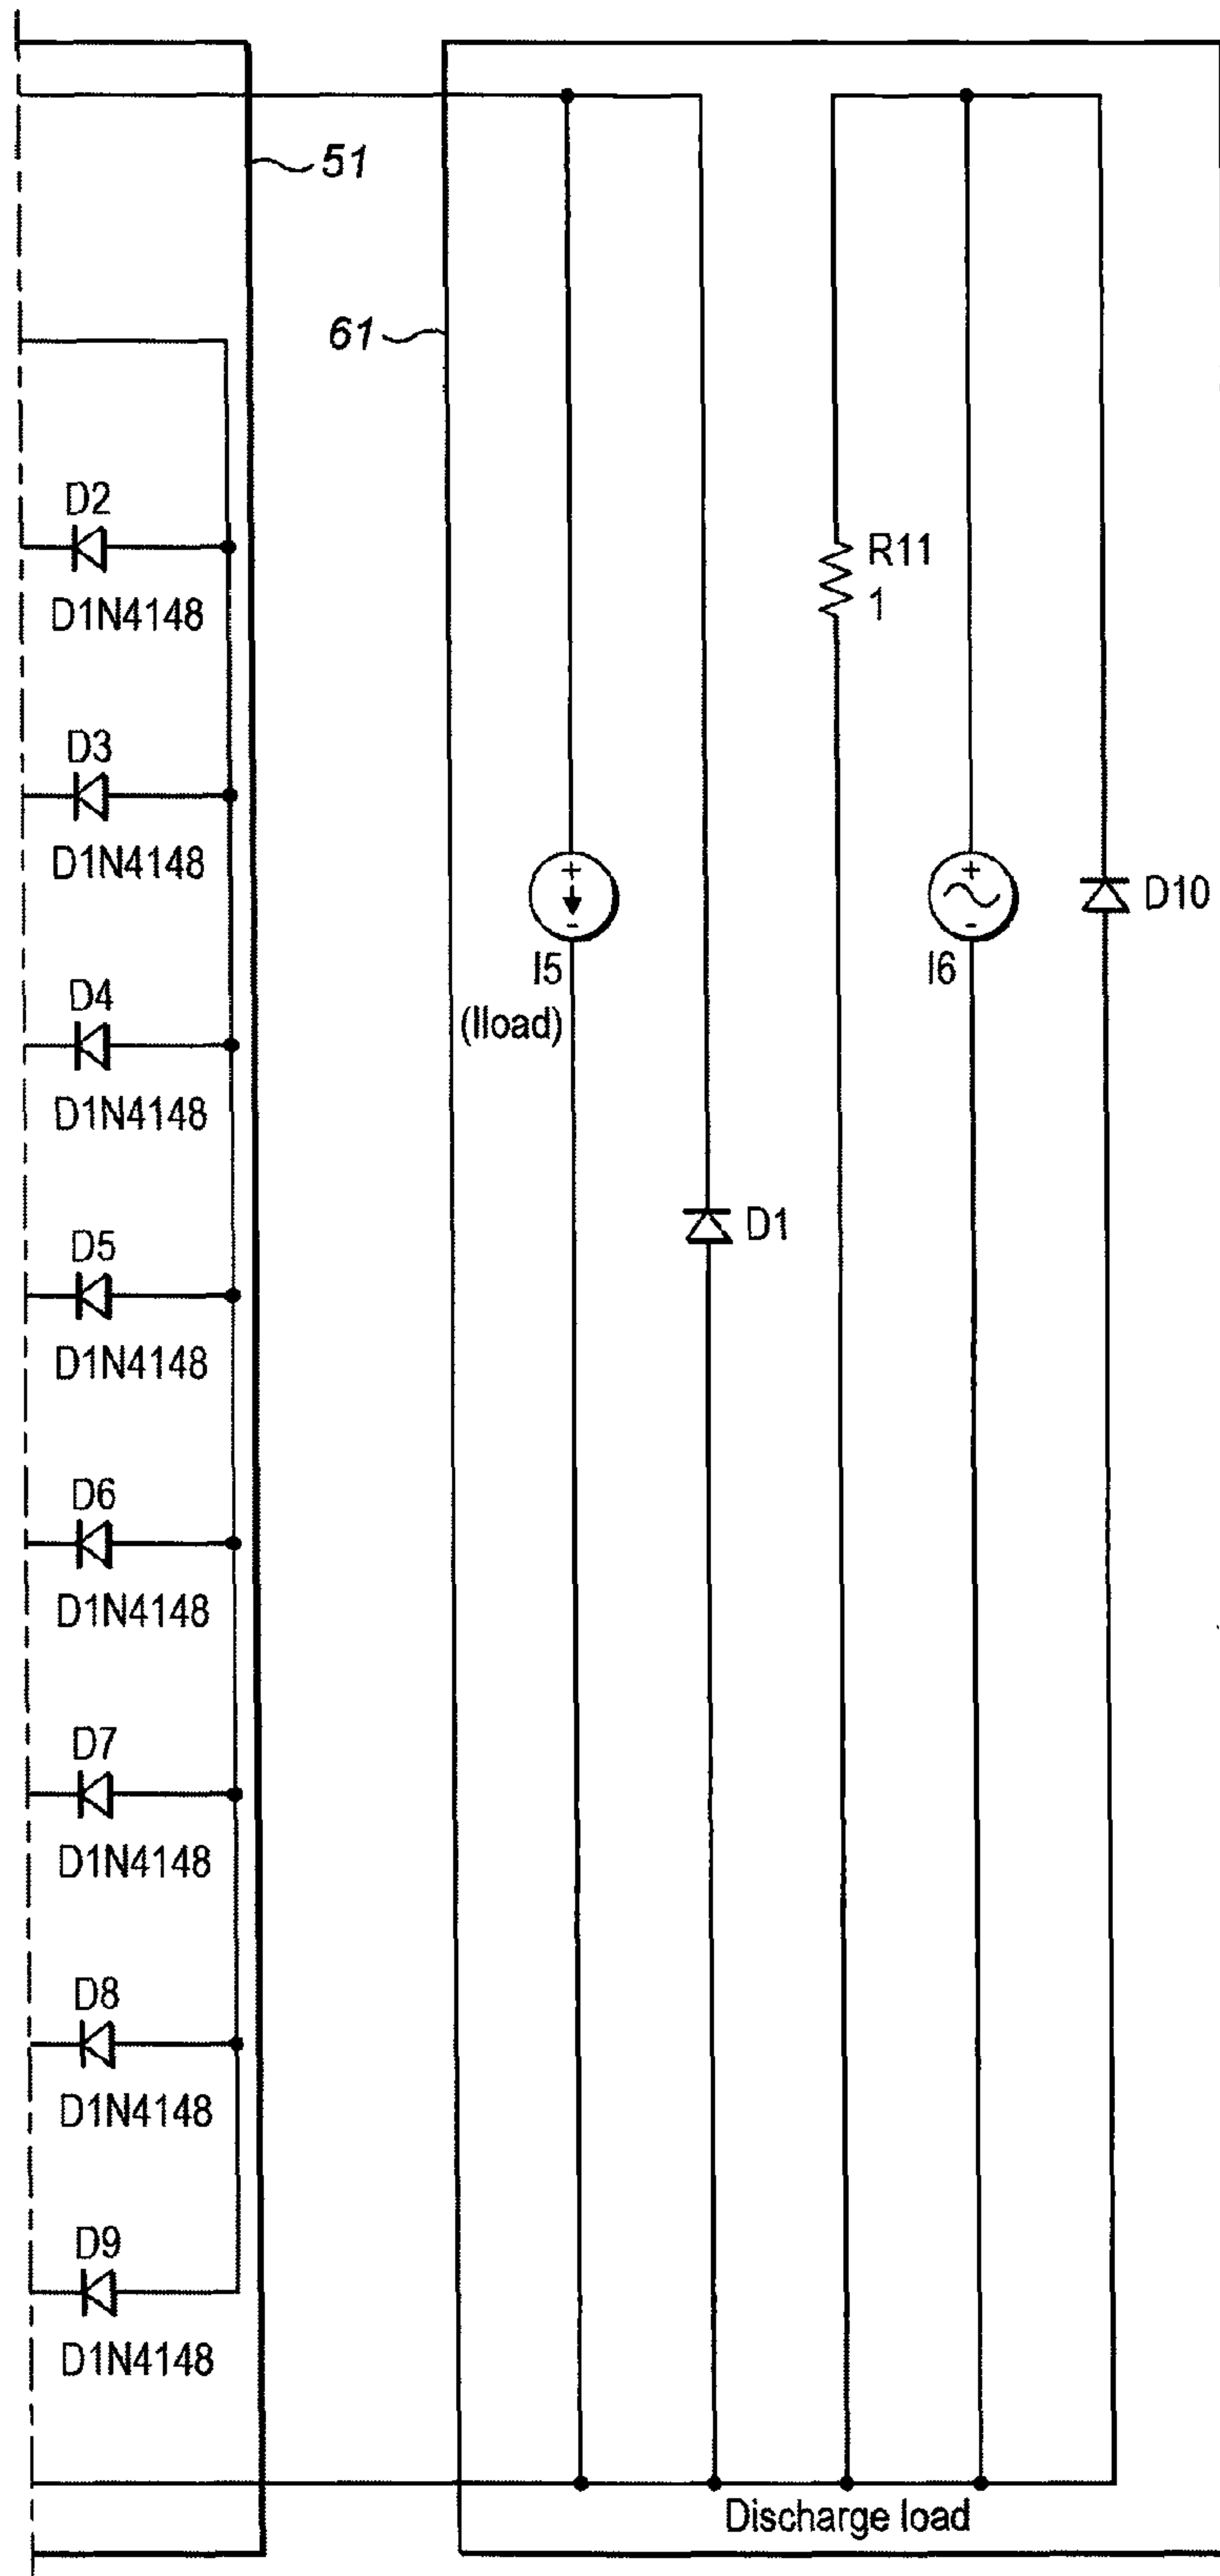 51
61
D2
D1N4148
D3
D1N4148
D4
D1N4148
D5
D1N4148
D6
D1N4148
D7
D1N4148
D8
D1N4148
D9
D1N4148
R11
1
+
-
I5
(Iload)
+
-
I6
D10
D1
Discharge load